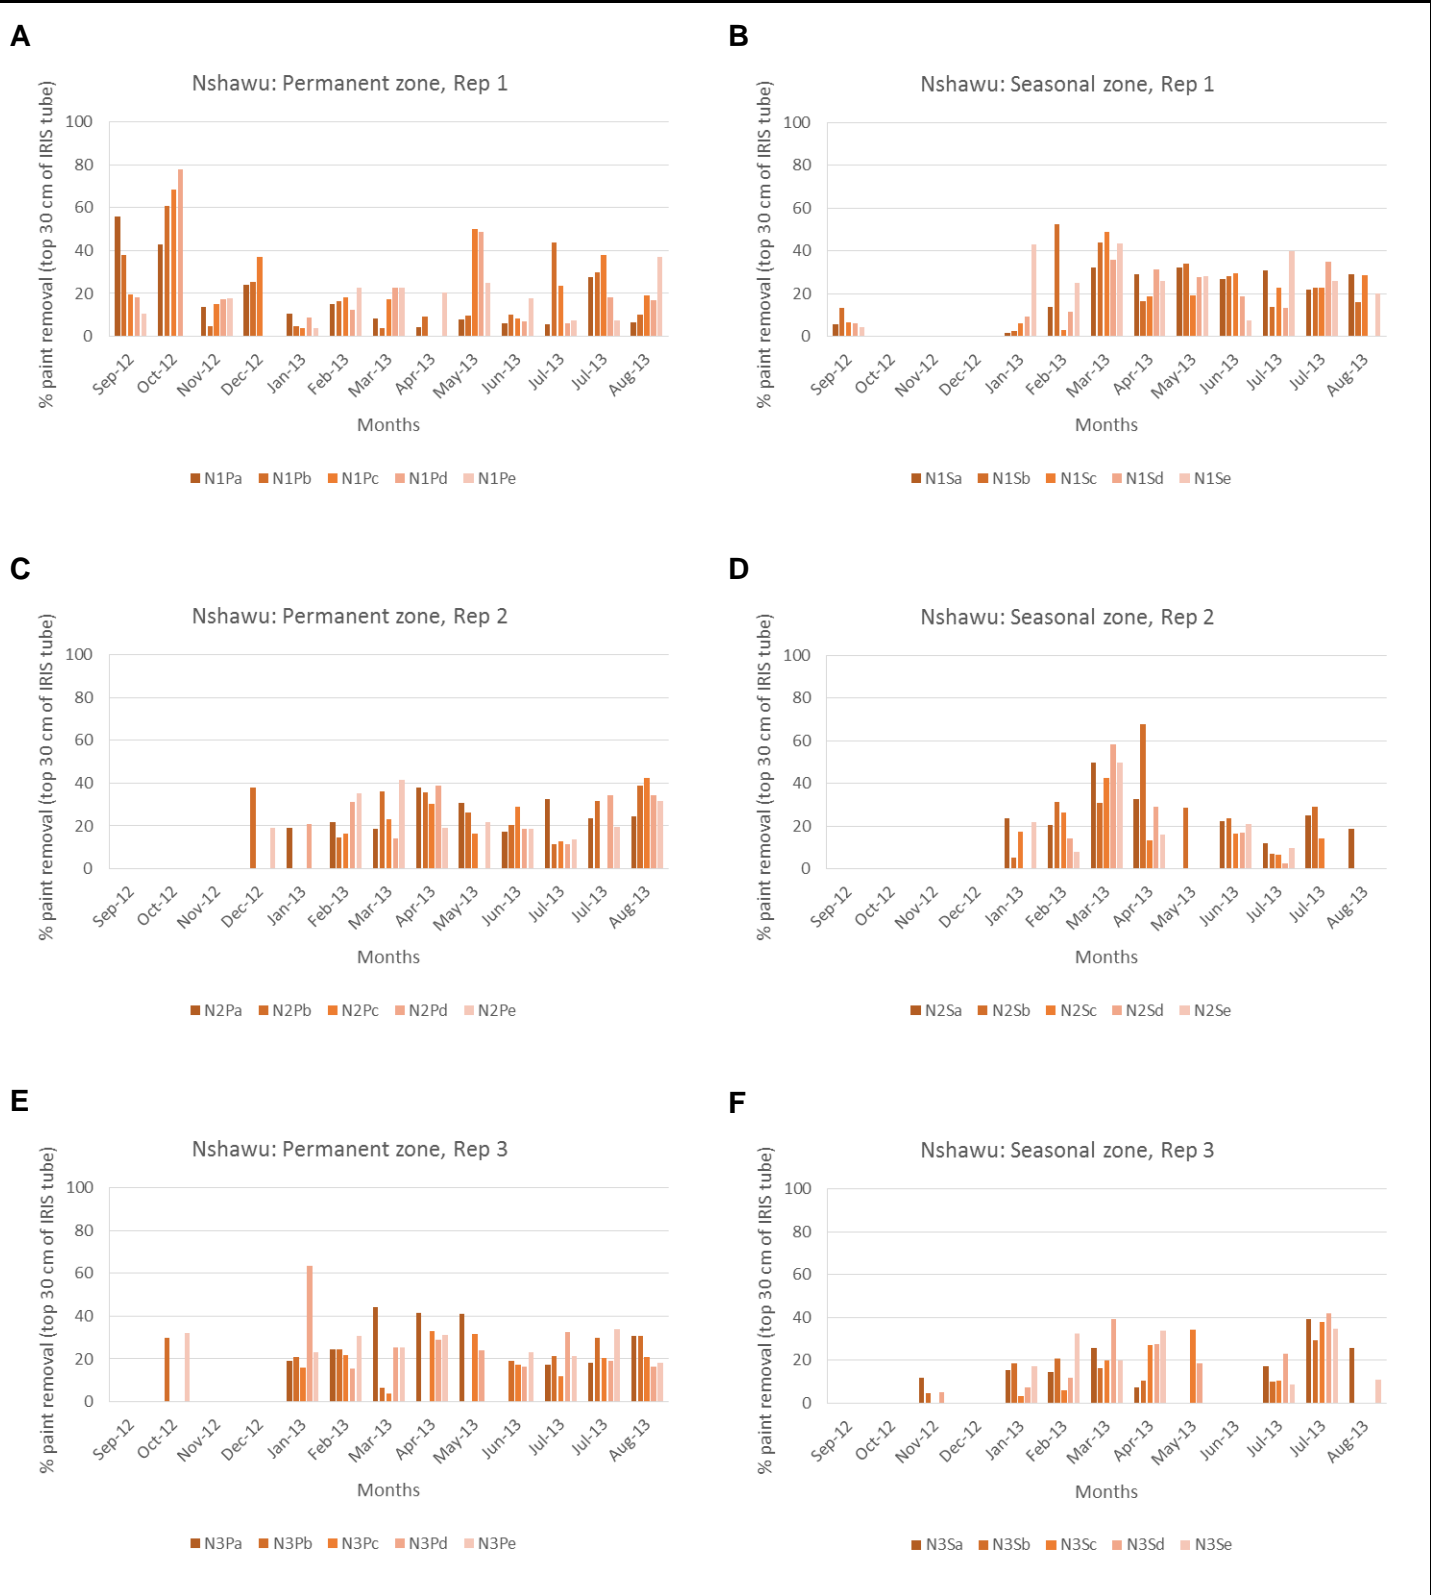 A
Nshawu: Permanent zone, Rep 1
% paint removal (top 30 cm of IRIS tube)
100
80
60
40
20
0
Sep-12 Oct-12 Nov-12 Dec-12 Jan-13 Feb-13 Mar-13 Apr-13 May-13 Jun-13 Jul-13 Jul-13 Aug-13
Months
N1Pa N1Pb N1Pc N1Pd N1Pe
B
Nshawu: Seasonal zone, Rep 1
% paint removal (top 30 cm of IRIS tube)
100
80
60
40
20
0
Sep-12 Oct-12 Nov-12 Dec-12 Jan-13 Feb-13 Mar-13 Apr-13 May-13 Jun-13 Jul-13 Jul-13 Aug-13
Months
N1Sa N1Sb N1Sc N1Sd N1Se
C
Nshawu: Permanent zone, Rep 2
% paint removal (top 30 cm of IRIS tube)
100
80
60
40
20
0
Sep-12 Oct-12 Nov-12 Dec-12 Jan-13 Feb-13 Mar-13 Apr-13 May-13 Jun-13 Jul-13 Jul-13 Aug-13
Months
N2Pa N2Pb N2Pc N2Pd N2Pe
D
Nshawu: Seasonal zone, Rep 2
% paint removal (top 30 cm of IRIS tube)
100
80
60
40
20
0
Sep-12 Oct-12 Nov-12 Dec-12 Jan-13 Feb-13 Mar-13 Apr-13 May-13 Jun-13 Jul-13 Jul-13 Aug-13
Months
N2Sa N2Sb N2Sc N2Sd N2Se
E
Nshawu: Permanent zone, Rep 3
% paint removal (top 30 cm of IRIS tube)
100
80
60
40
20
0
Sep-12 Oct-12 Nov-12 Dec-12 Jan-13 Feb-13 Mar-13 Apr-13 May-13 Jun-13 Jul-13 Jul-13 Aug-13
Months
N3Pa N3Pb N3Pc N3Pd N3Pe
F
Nshawu: Seasonal zone, Rep 3
% paint removal (top 30 cm of IRIS tube)
100
80
60
40
20
0
Sep-12 Oct-12 Nov-12 Dec-12 Jan-13 Feb-13 Mar-13 Apr-13 May-13 Jun-13 Jul-13 Jul-13 Aug-13
Months
N3Sa N3Sb N3Sc N3Sd N3Se